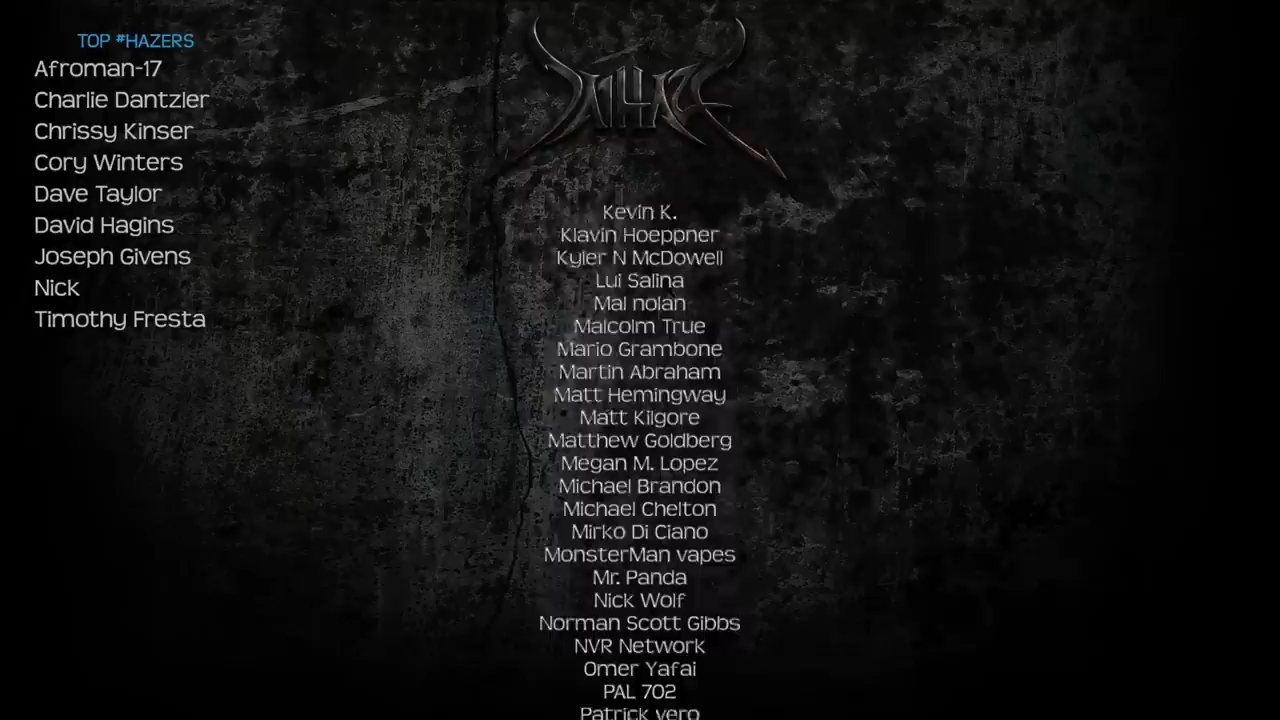 TOP #HAZERS
Afroman-17
Charlie Dantzler
Chrissy Kinser
Cory Winters
Dave Taylor
David Hagins
Joseph Givens
Nick
Timothy Fresta
Kevin K.
Klavin Hoeppner
Kyler N McDowell
Lui Salina
Mal nolan
Malcolm True
Mario Grambone
Martin Abraham
Matt Hemingway
Matt Kilgore
Matthew Goldberg
Megan M. Lopez
Michael Brandon
Michael Chelton
Mirko Di Ciano
MonsterMan vapes
Mr. Panda
Nick Wolf
Norman Scott Gibbs
NVR Network
Omer Yafai
PAL 702
Patrick vero